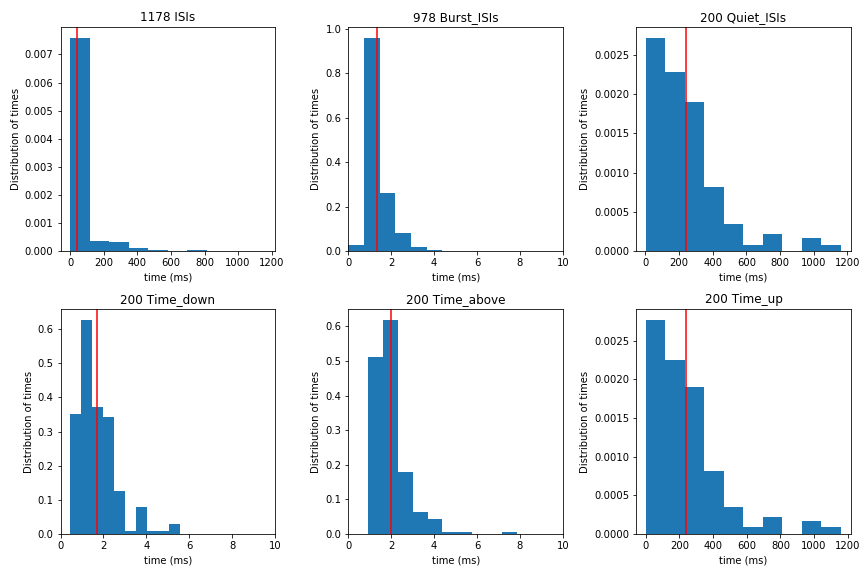 1178 ISIs
Distribution of times
0.007
0.006
0.005
0.004
0.003
0.002
0.001
0.000
0 200 400 600 800 1000 1200
time (ms)
978 Burst_ISIs
Distribution of times
1.0
0.8
0.6
0.4
0.2
0.0
0 2 4 6 8 10
time (ms)
200 Quiet_ISIs
Distribution of times
0.0025
0.0020
0.0015
0.0010
0.0005
0.0000
0 200 400 600 800 1000 1200
time (ms)
200 Time_down
Distribution of times
0.6
0.5
0.4
0.3
0.2
0.1
0.0
0 2 4 6 8 10
time (ms)
200 Time_above
Distribution of times
0.6
0.5
0.4
0.3
0.2
0.1
0.0
0 2 4 6 8 10
time (ms)
200 Time_up
Distribution of times
0.0025
0.0020
0.0015
0.0010
0.0005
0.0000
0 200 400 600 800 1000 1200
time (ms)